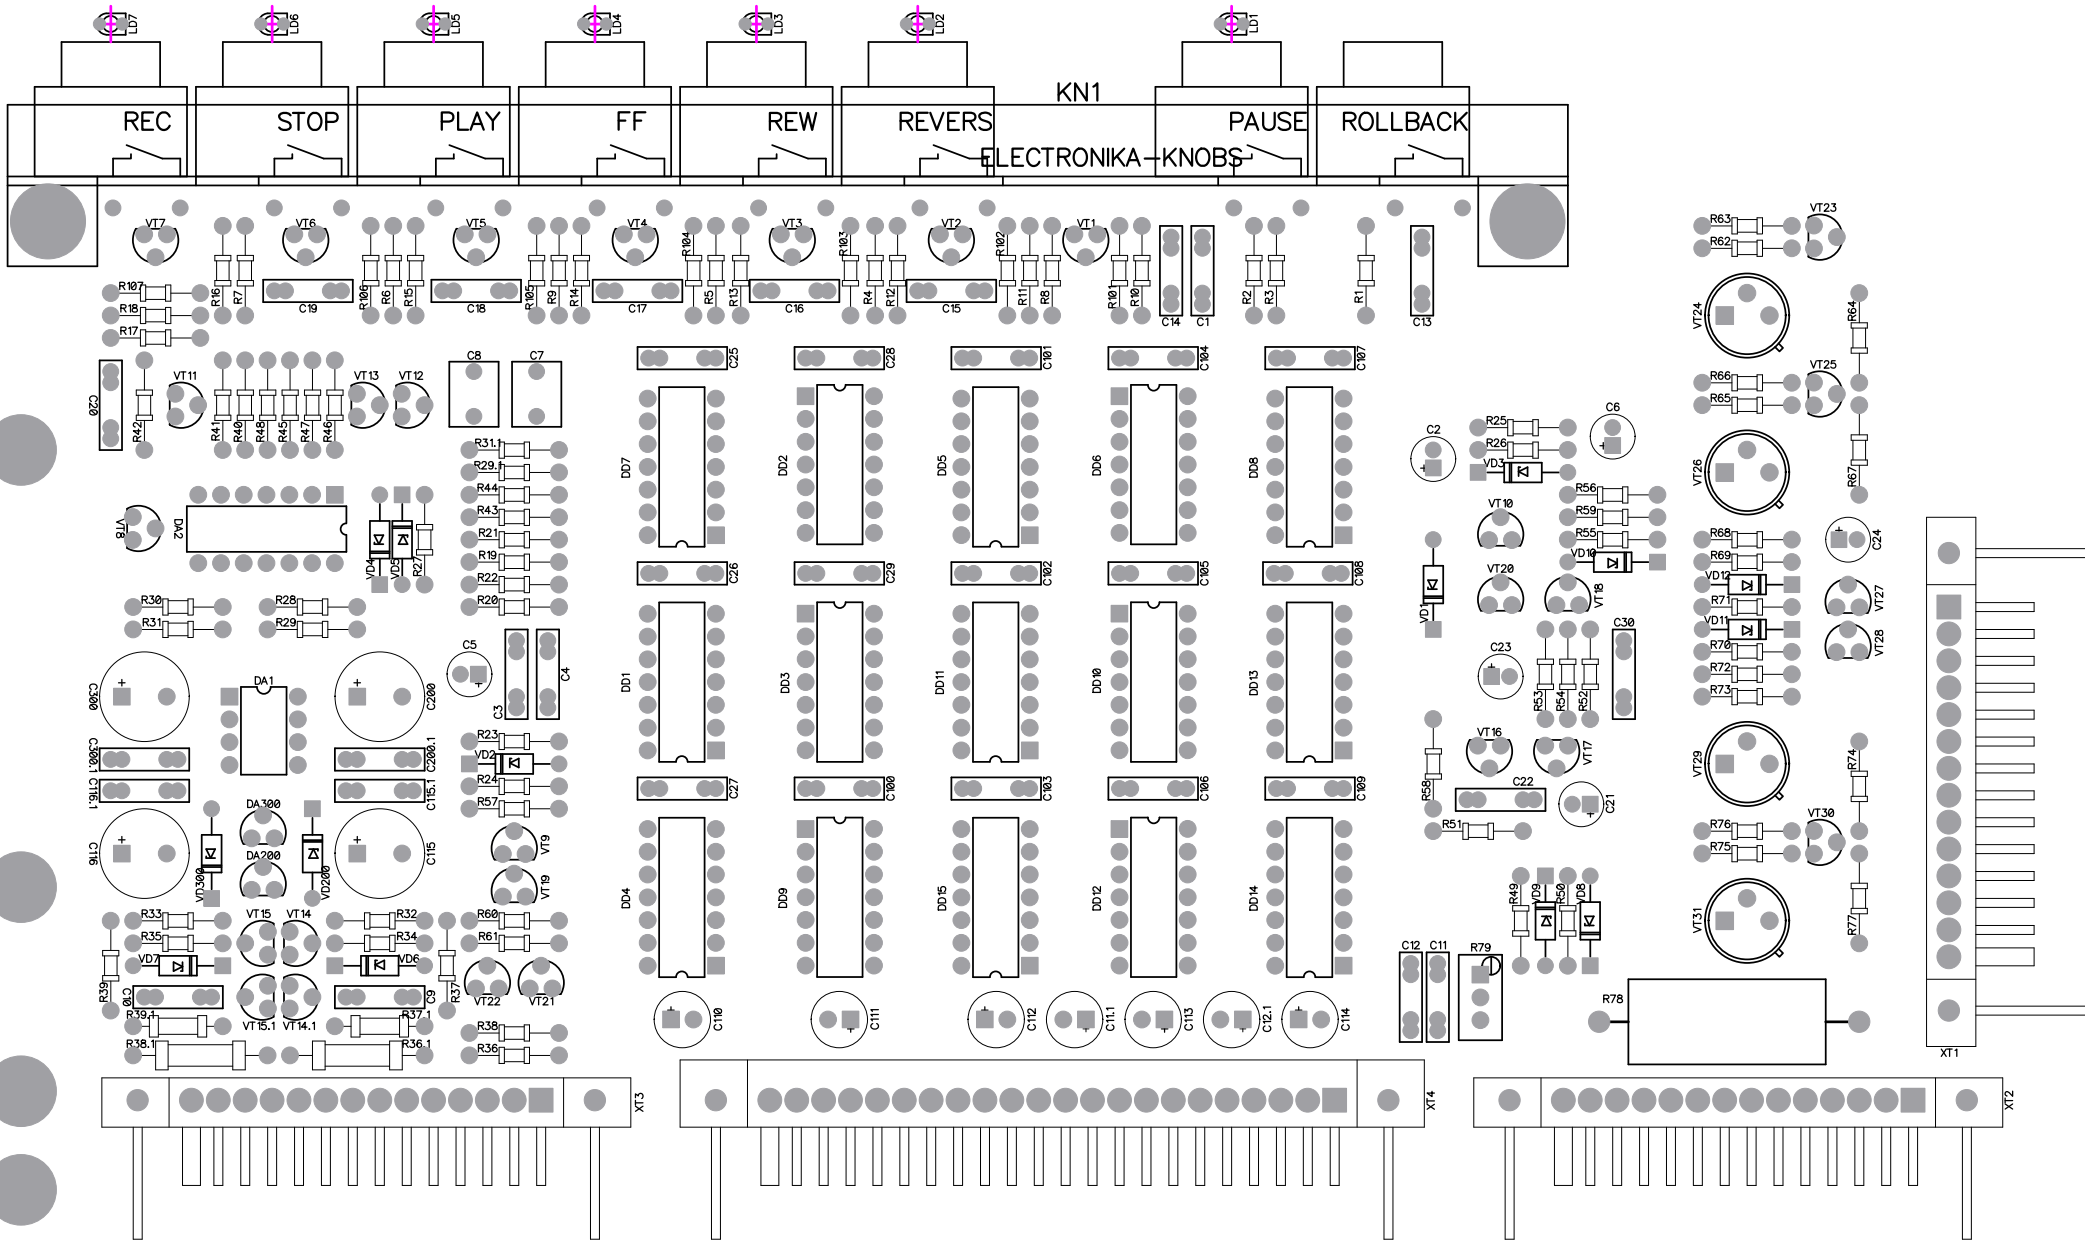 LD7 LD6 LD5 LD4 LD3 LD2 LD1
KN1
REC STOP PLAY FF REW REVERS PAUSE ROLLBACK
ELECTRONIKA-KNOBS
VT7 VT6 VT5 VT4 VT3 VT2 VT1
R16 R7 R106 R6 R15 R105 R9 R14 R104 R5 R13 R103 R4 R12 R102 R11 R8 R101 R10 R2 R3 R1
C19 C18 C17 C16 C15 C14 C1 C13
R107
R18
R17
R63 VT23
R62
VT24 R64
C20 R42 VT11 R41 R40 R48 R45 R47 R46 VT13 VT12 C8 C7
C25 C28 C101 C104 C107
R66 VT25
R65
VT26 R67
DD7 DD2 DD5 DD6 DD8
C2 R25 C6
R26
VD3
R31.1
R29.1
R44
R43
R21
R19
R22
R20
VT8 DA2 VD4 VD5 R27
VT10 R56
R59
R55
VD10
R68 C24
R69
VD12
R71
VD11
R70
R72
R73
VT27
VT28
C26 C29 C102 C105 C108
VD1 VT20 VT18
R30 R28
R31 R29
C5 C3 C4
C23 R53 R54 R52 C30
C300 DA1 C200
DD1 DD3 DD11 DD10 DD13
C300.1 C200.1
C116.1 C115.1
R23
VD2
R24
R57
VT16 VT17
R58 C22 C21
R51
VT29 R74
C27 C100 C103 C106 C109
C116 DA300 C115
DA200
VD300 VD200
VT9
VT19
R76 VT30
R75
VT31 R77
DD4 DD9 DD15 DD12 DD14
R49 VD9 R50 VD8
R33 VT15 VT14 R32 R60
R35 R34 R61
VD7 VD6
R39 C10 C9 R37
VT22 VT21
C12 C11 R79
R39.1 VT15.1 VT14.1 R37.1 R38
R38.1 R36.1 R36
C110 C111 C112 C11.1 C113 C12.1 C114
R78
XT1
XT3 XT4 XT2